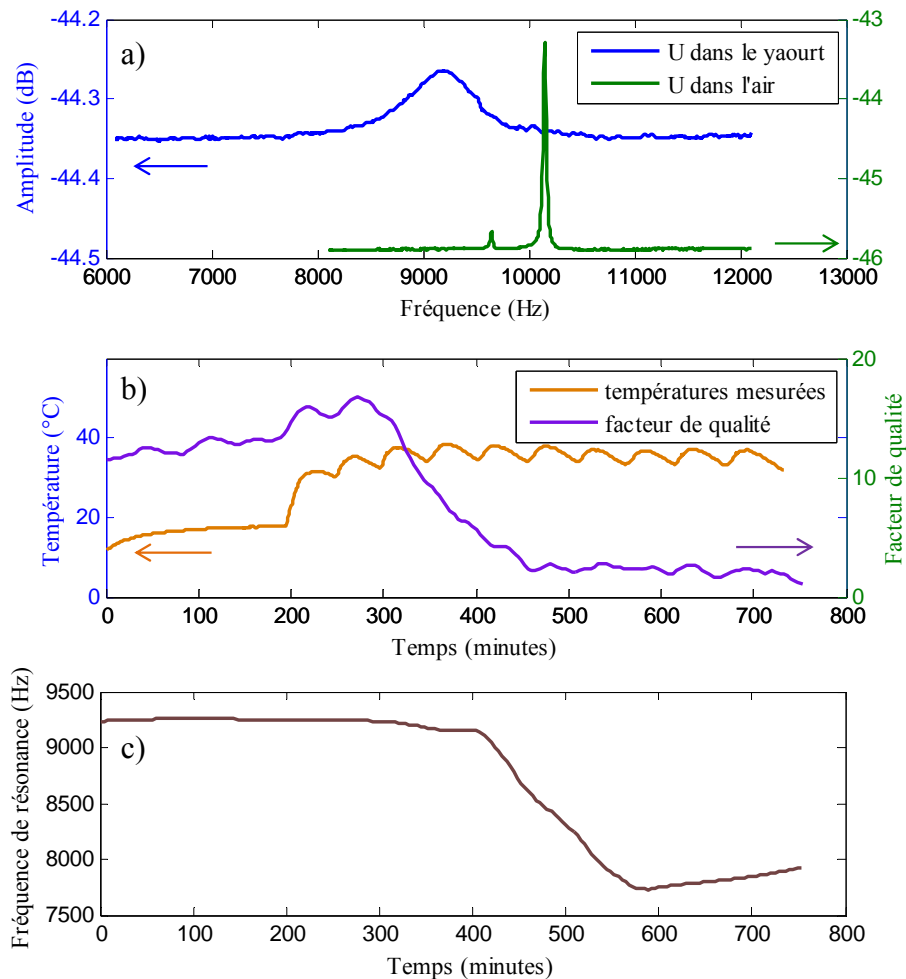 a)
-44.2
-44.3
-44.4
-44.5
Amplitude (dB)
U dans le yaourt
U dans l'air
-43
-44
-45
-46
6000 7000 8000 9000 10000 11000 12000 13000
Fréquence (Hz)
b)
40
20
0
Température (°C)
températures mesurées
facteur de qualité
20
10
0
Facteur de qualité
0 100 200 300 400 500 600 700 800
Temps (minutes)
c)
9500
9000
8500
8000
7500
Fréquence de résonance (Hz)
0 100 200 300 400 500 600 700 800
Temps (minutes)